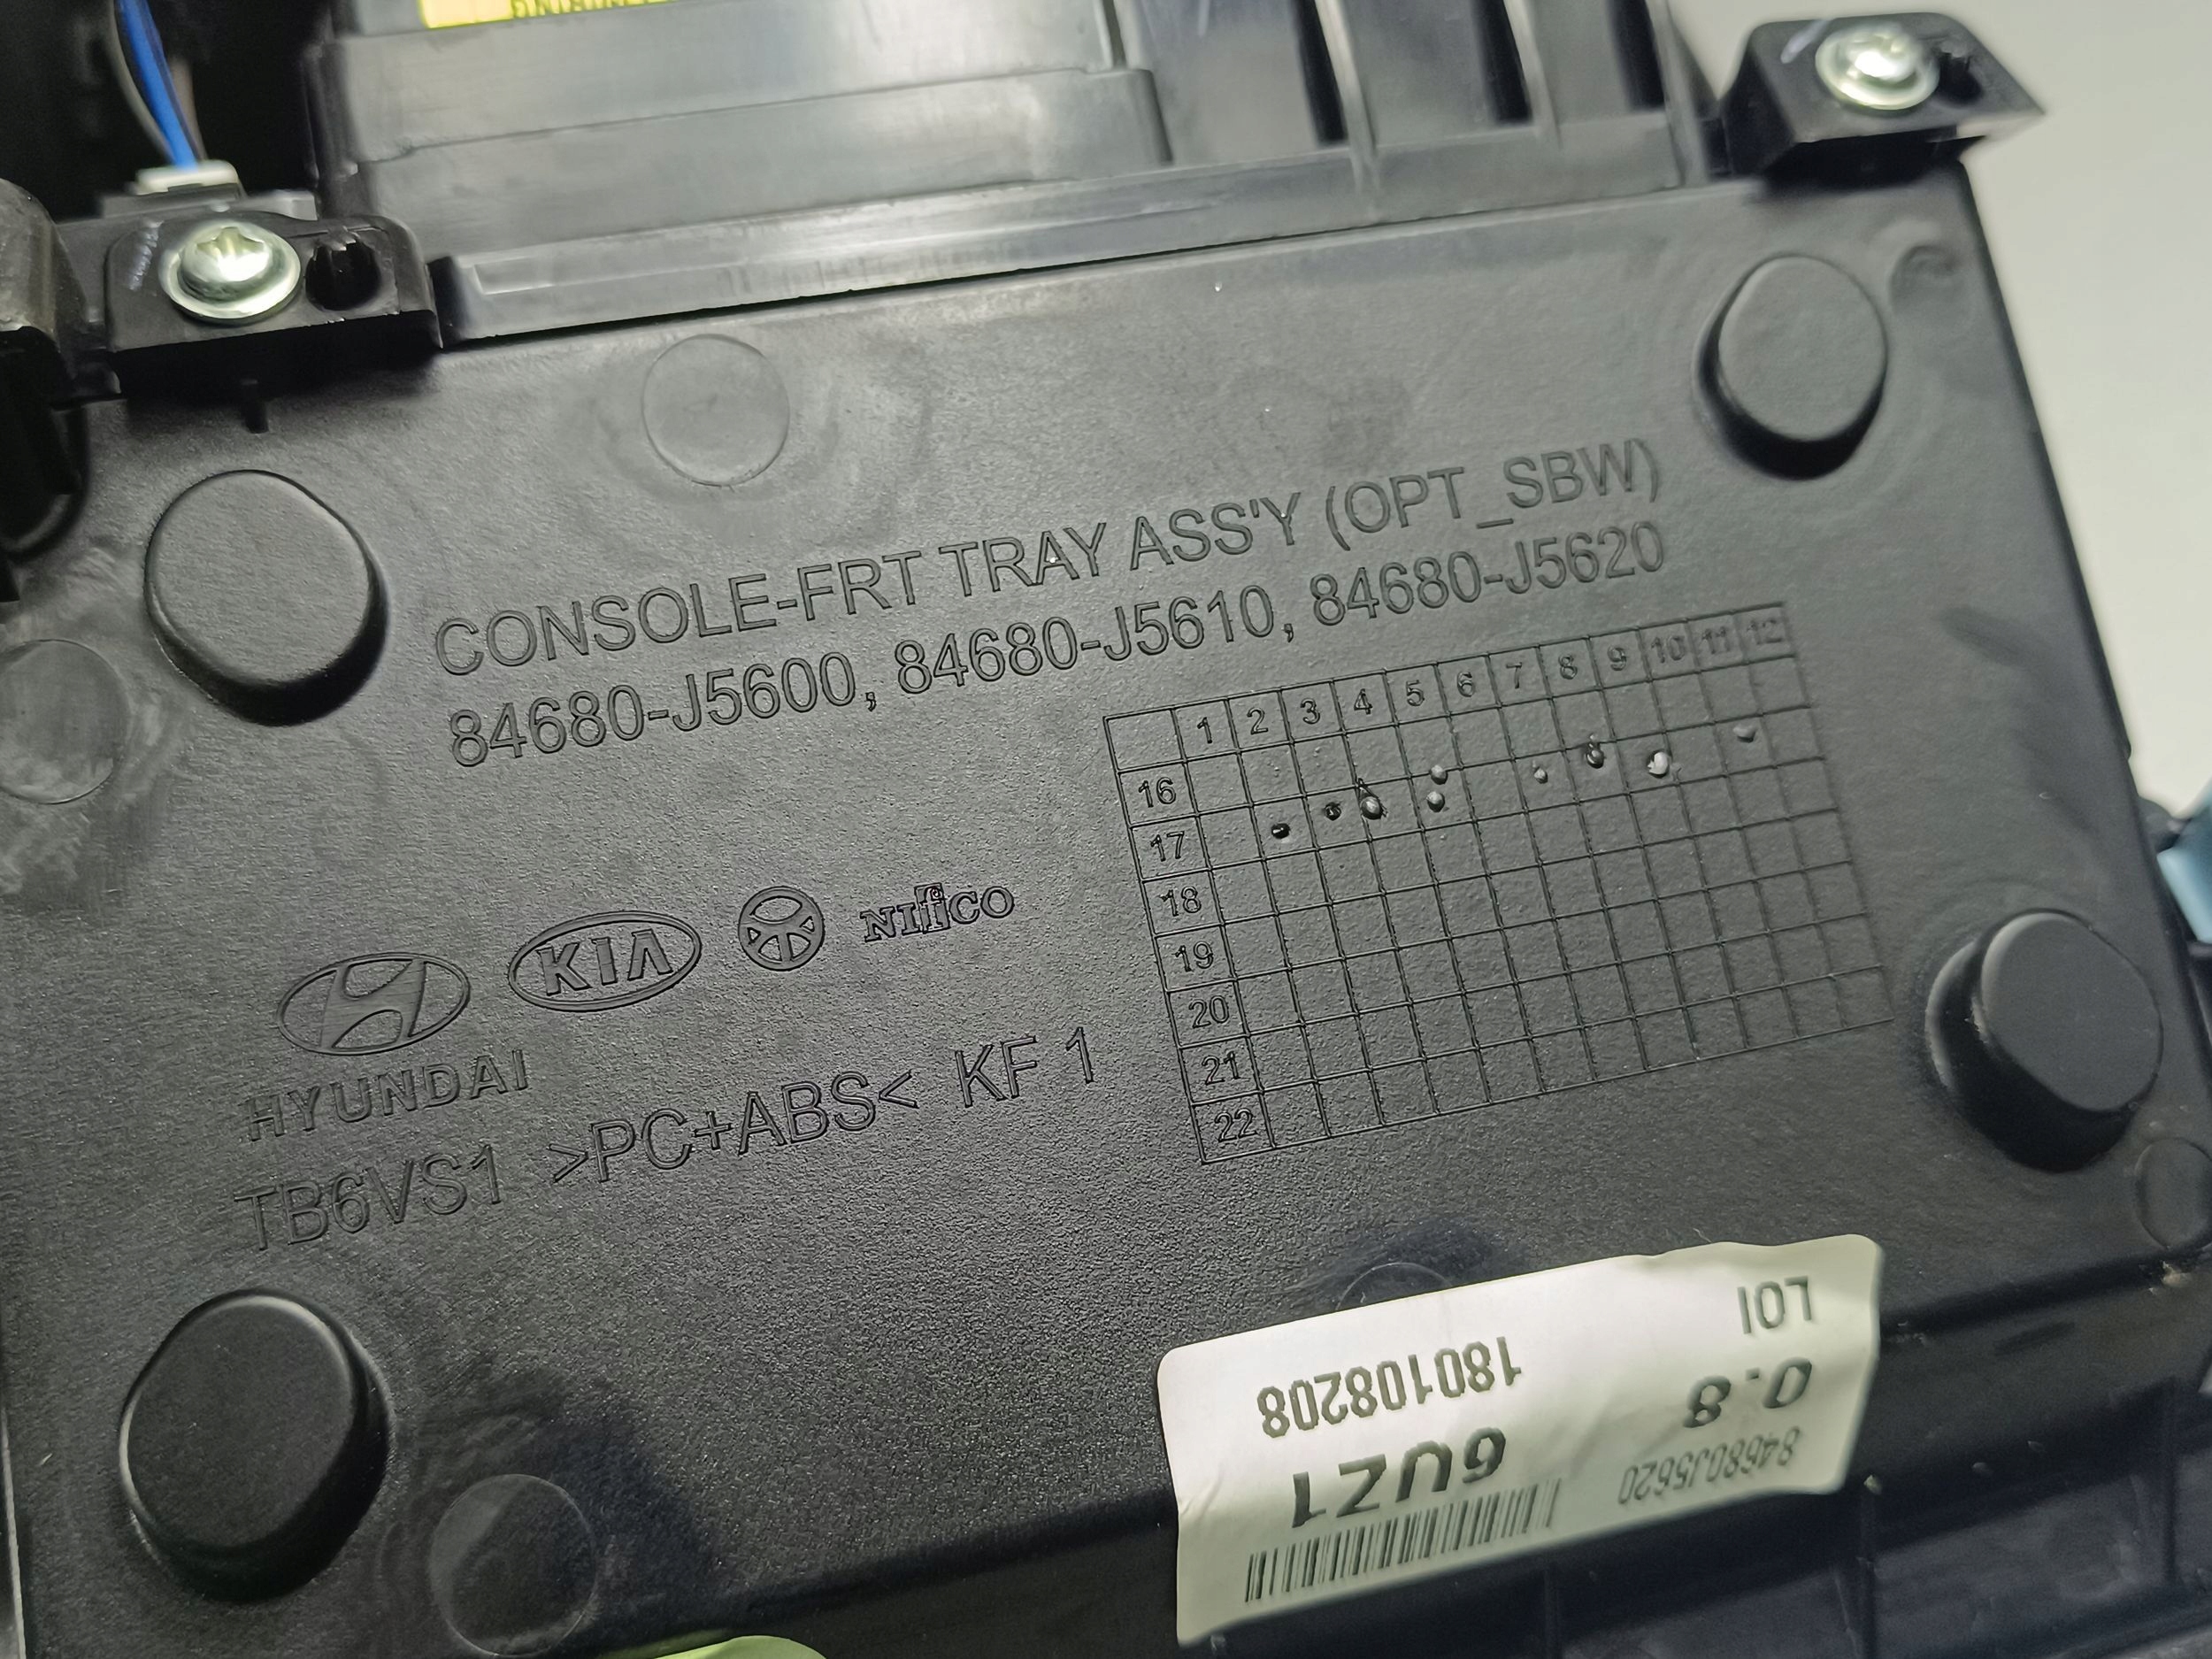 CONSOLE-FRT TRAY ASS'Y (OPT_SBW)
84680-J5600, 84680-J5610, 84680-J5620
1 2 3 4 5 6 7 8 9 10 11 12
16
17
18
19
20
21
22
HYUNDAI
KIA
NIfCO
TB6VS1 >PC+ABS< KF 1
84680J5620
6UZ1 0.8
180108208 LOI